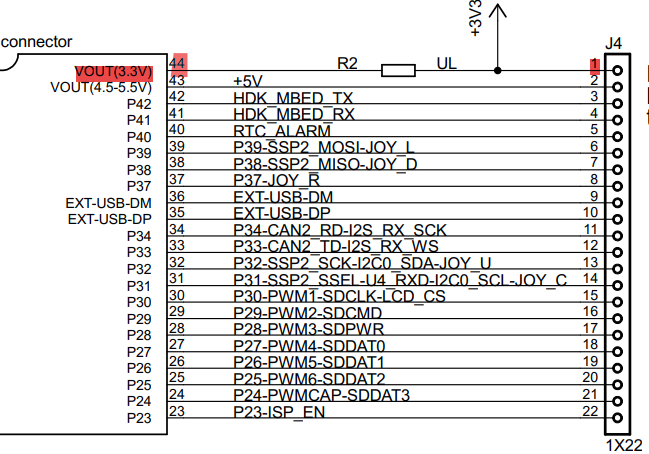 +3V3
connector
J4
VOUT(3.3V) 44 R2 UL 1
VOUT(4.5-5.5V) 43 +5V 2
P42 42 HDK_MBED_TX 3
P41 41 HDK_MBED_RX 4
P40 40 RTC_ALARM 5
P39 39 P39-SSP2_MOSI-JOY_L 6
P38 38 P38-SSP2_MISO-JOY_D 7
P37 37 P37-JOY_R 8
EXT-USB-DM 36 EXT-USB-DM 9
EXT-USB-DP 35 EXT-USB-DP 10
P34 34 P34-CAN2_RD-I2S_RX_SCK 11
P33 33 P33-CAN2_TD-I2S_RX_WS 12
P32 32 P32-SSP2_SCK-I2C0_SDA-JOY_U 13
P31 31 P31-SSP2_SSEL-U4_RXD-I2C0_SCL-JOY_C 14
P30 30 P30-PWM1-SDCLK-LCD_CS 15
P29 29 P29-PWM2-SDCMD 16
P28 28 P28-PWM3-SDPWR 17
P27 27 P27-PWM4-SDDAT0 18
P26 26 P26-PWM5-SDDAT1 19
P25 25 P25-PWM6-SDDAT2 20
P24 24 P24-PWMCAP-SDDAT3 21
P23 23 P23-ISP_EN 22
1X22